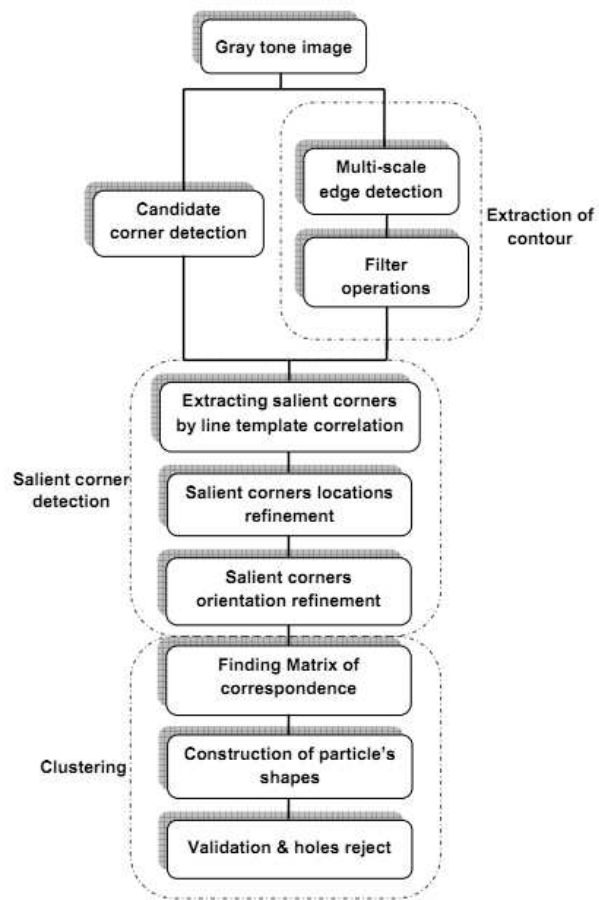 Gray tone image
Multi-scale
edge detection
Candidate
corner detection
Extraction of
contour
Filter
operations
Extracting salient corners
by line template correlation
Salient corner
detection
Salient corners locations
refinement
Salient corners
orientation refinement
Finding Matrix of
correspondence
Clustering
Construction of particle's
shapes
Validation & holes reject